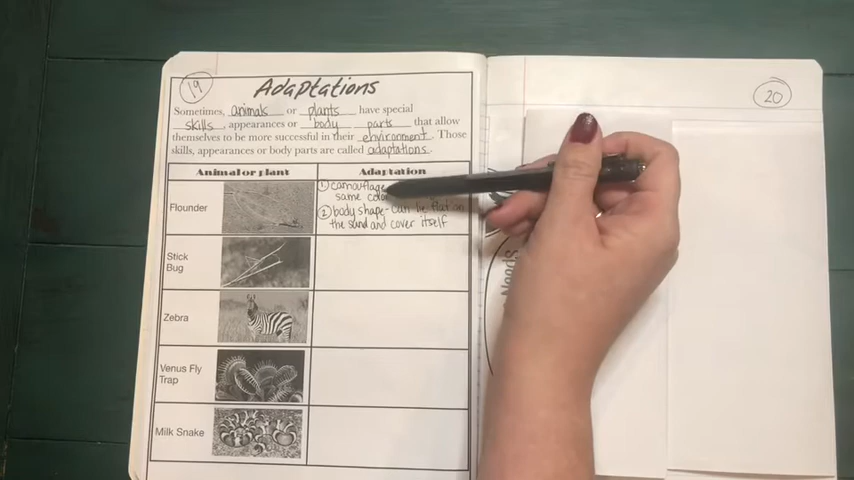 19
Adaptations
Sometimes, animals or plants have special
skills, appearances or body parts that allow
themselves to be more successful in their environment. Those
skills, appearances or body parts are called adaptations.
Animal or plant Adaptation
Flounder
① camouflage
same color
② body shape - can lie flat on
the sand and cover itself
Stick
Bug
Zebra
Venus Fly
Trap
Milk Snake
20
Needs